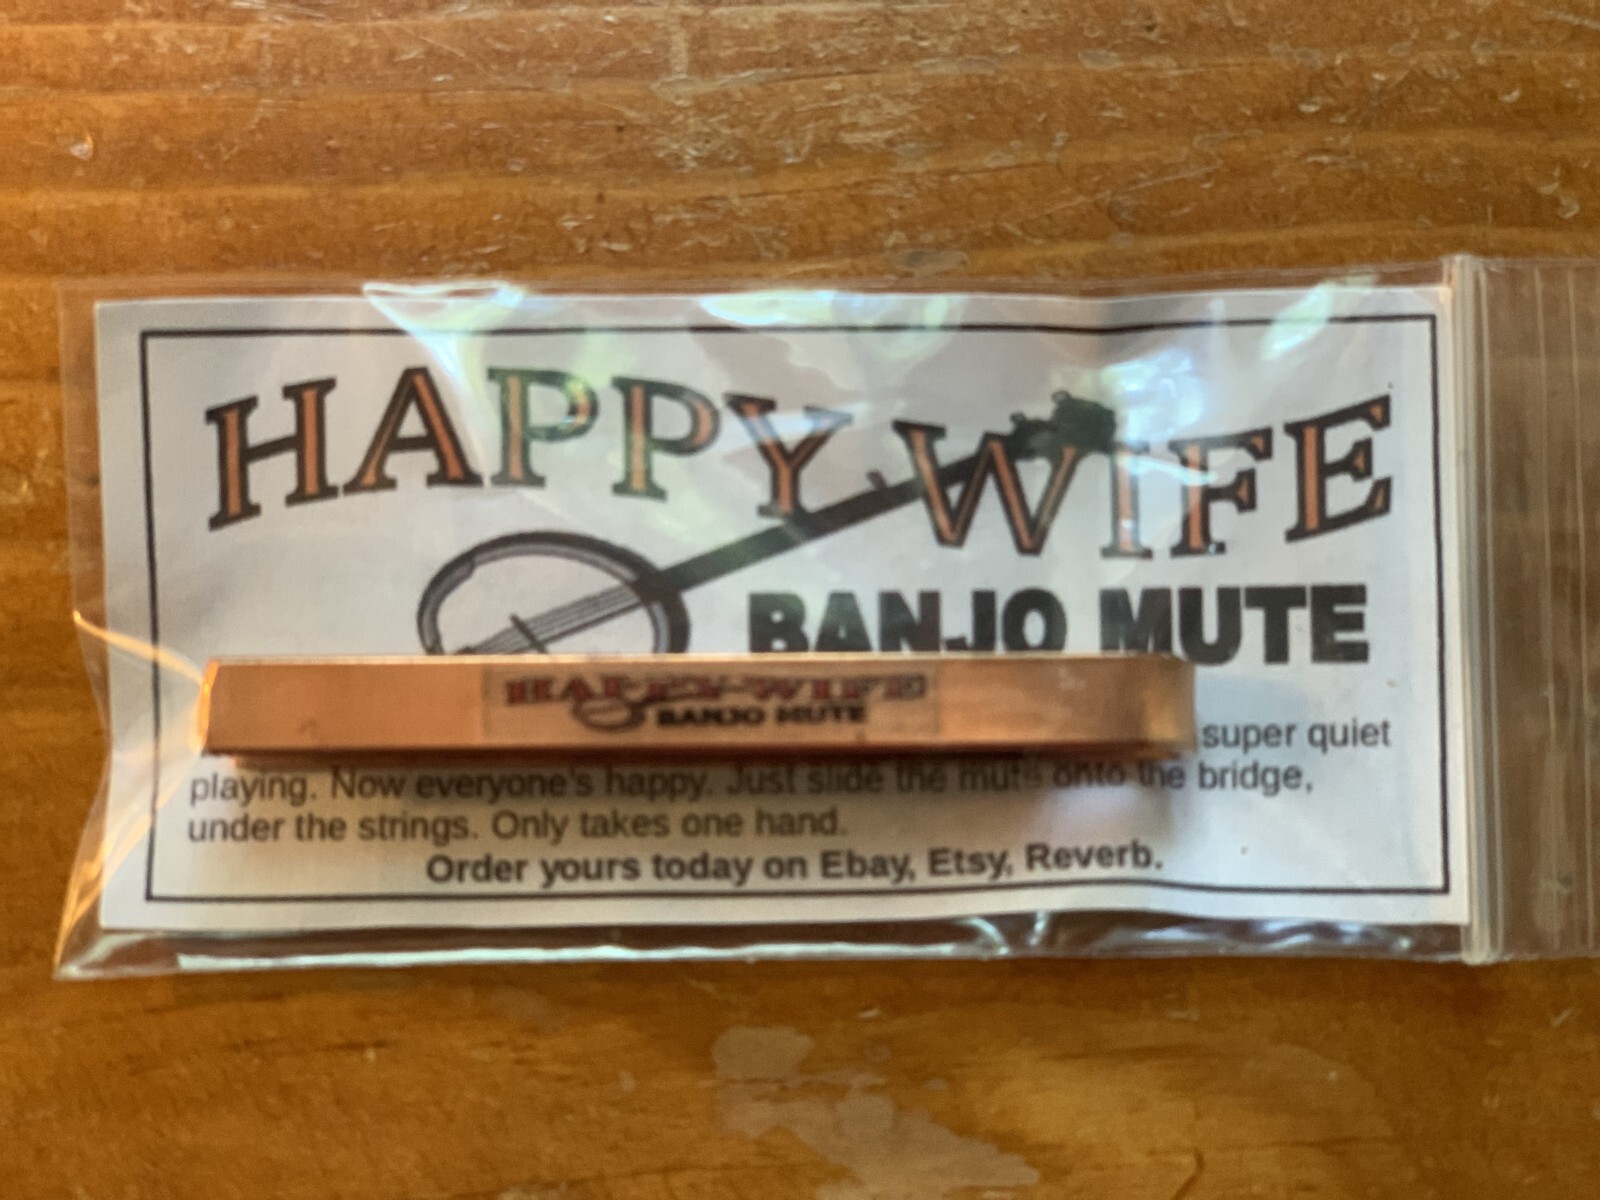 HAPPY WIFE
BANJO MUTE
HAPPY WIFE
BANJO MUTE
super quiet
playing. Now everyone's happy. Just slide the mute onto the bridge,
under the strings. Only takes one hand.
Order yours today on Ebay, Etsy, Reverb.